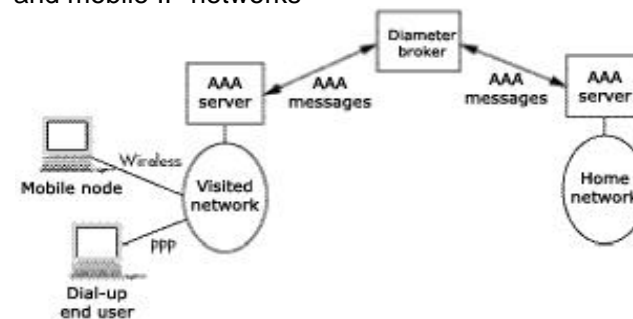 and mobile IP networks
Diameter
broker
AAA
server
AAA
messages
AAA
messages
AAA
server
Wireless
Mobile node
Visited
network
Home
network
PPP
Dial-up
end user